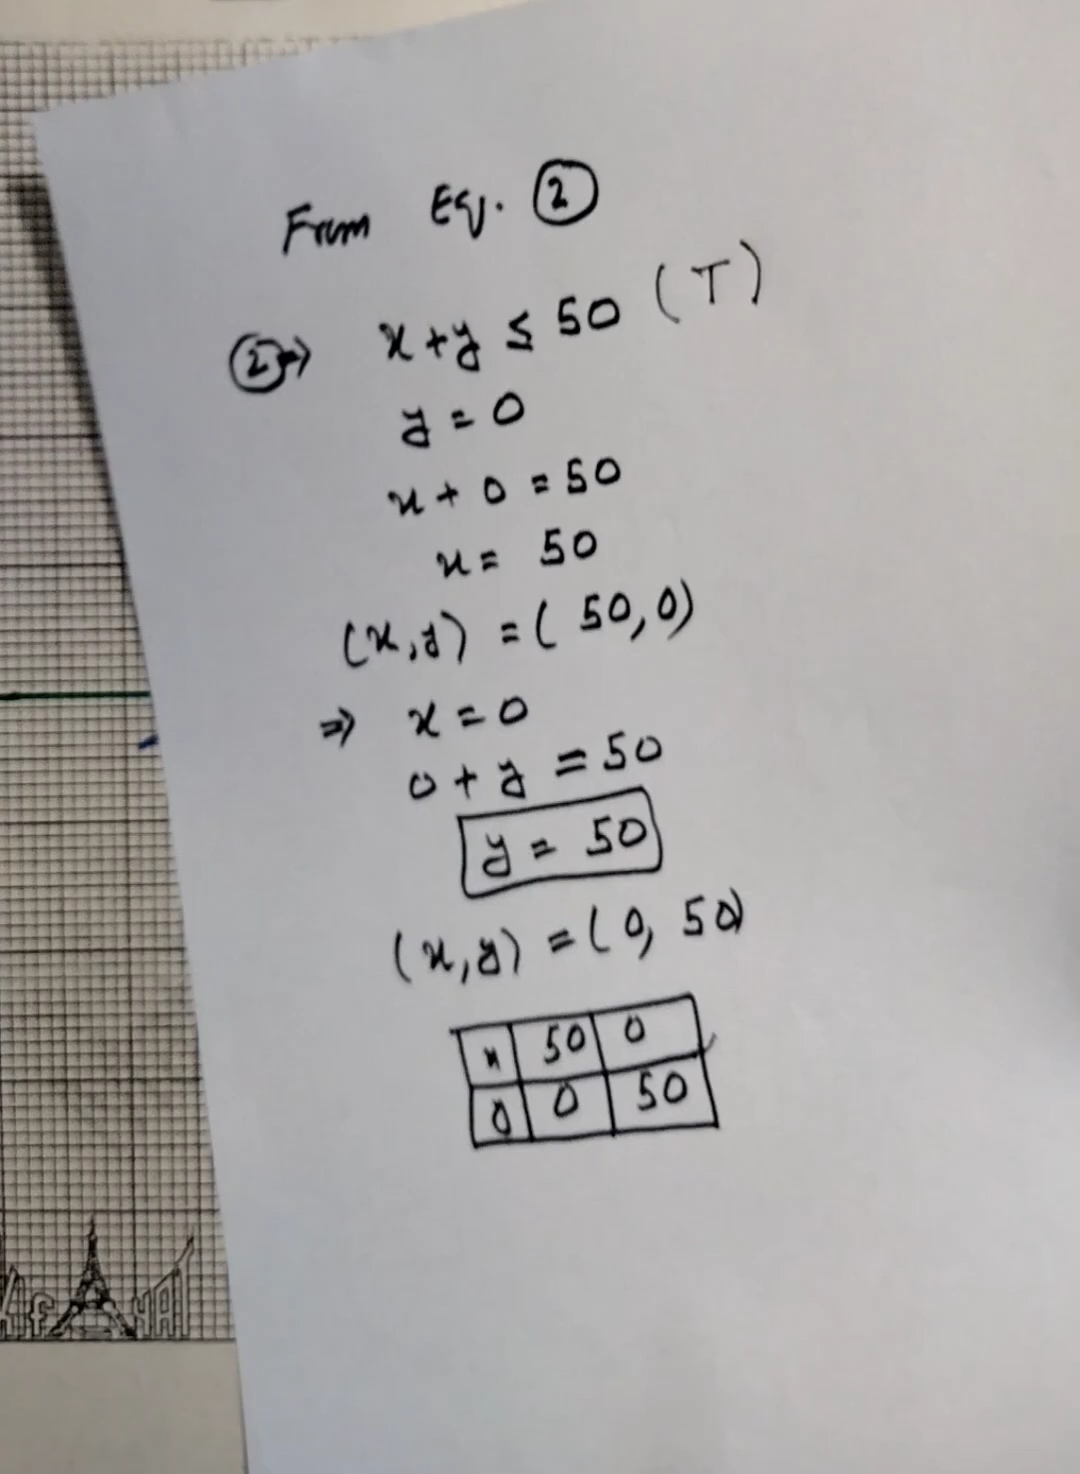 From Eq. ②
②⇒ x+y ≤ 50 (T)
y = 0
x + 0 = 50
x = 50
(x,y) = (50,0)
⇒ x = 0
0 + y = 50
y = 50
(x,y) = (0, 50)
x 50 0
0 0 50